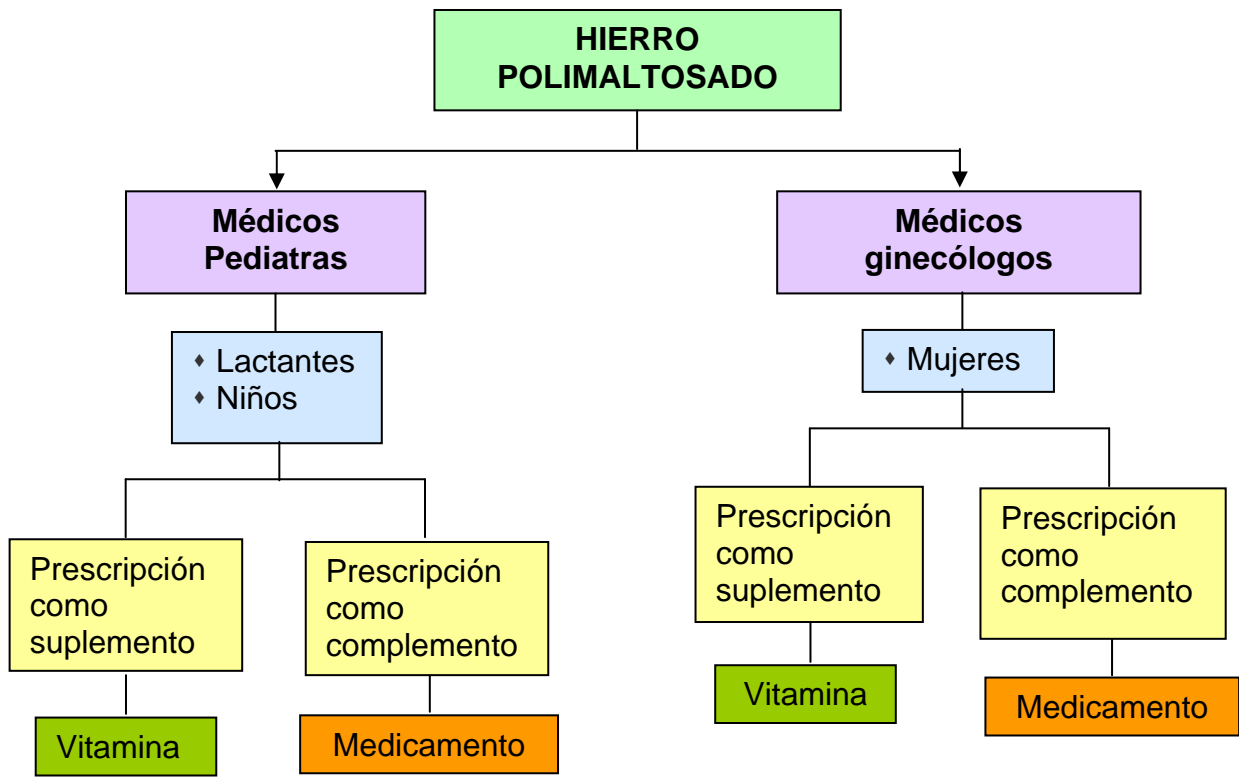 HIERRO
POLIMALTOSADO
Médicos
Pediatras
Médicos
ginecólogos
♦ Lactantes
♦ Niños
♦ Mujeres
Prescripción
como
suplemento
Prescripción
como
complemento
Prescripción
como
suplemento
Prescripción
como
complemento
Vitamina
Medicamento
Vitamina
Medicamento